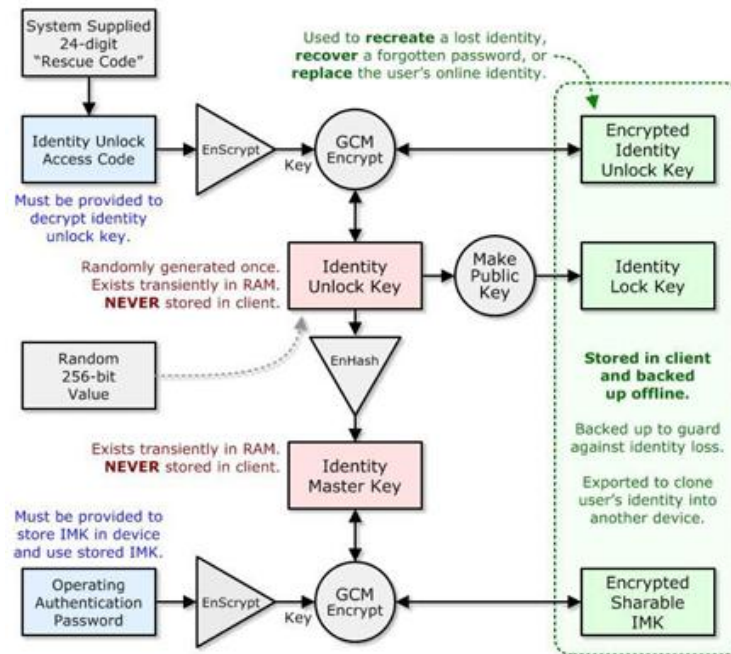 System Supplied
24-digit
“Rescue Code”
Used to recreate a lost identity,
recover a forgotten password, or
replace the user’s online identity.
Identity Unlock
Access Code
EnScrypt
Key
GCM
Encrypt
Encrypted
Identity
Unlock Key
Must be provided to
decrypt identity
unlock key.
Randomly generated once.
Exists transiently in RAM.
NEVER stored in client.
Identity
Unlock Key
Make
Public
Key
Identity
Lock Key
Random
256-bit
Value
EnHash
Stored in client
and backed
up offline.
Backed up to guard
against identity loss.
Exported to clone
user’s identity into
another device.
Exists transiently in RAM.
NEVER stored in client.
Identity
Master Key
Must be provided to
store IMK in device
and use stored IMK.
Operating
Authentication
Password
EnScrypt
Key
GCM
Encrypt
Encrypted
Sharable
IMK